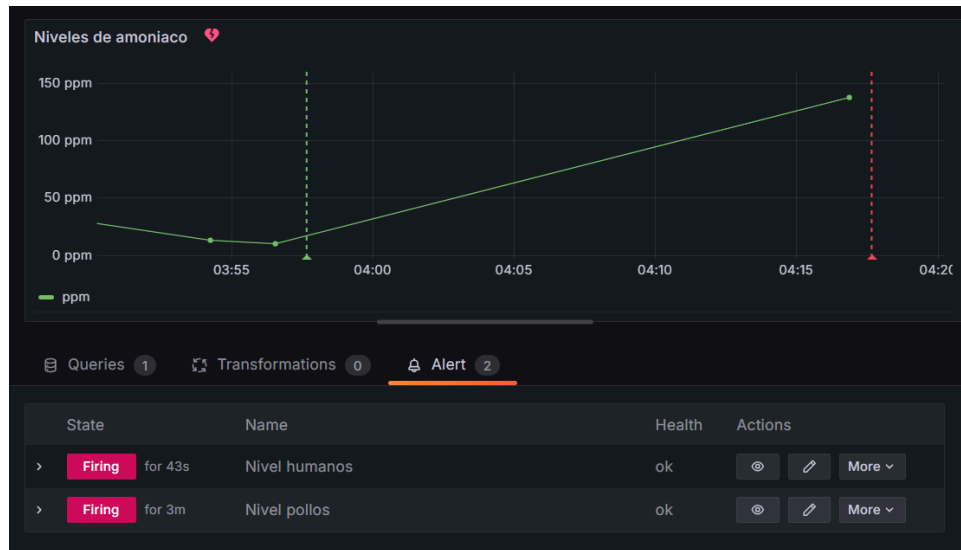 Niveles de amoniaco
150 ppm
100 ppm
50 ppm
0 ppm
03:55 04:00 04:05 04:10 04:15 04:20
ppm
Queries 1 Transformations 0 Alert 2
State Name Health Actions
Firing for 43s Nivel humanos ok More
Firing for 3m Nivel pollos ok More